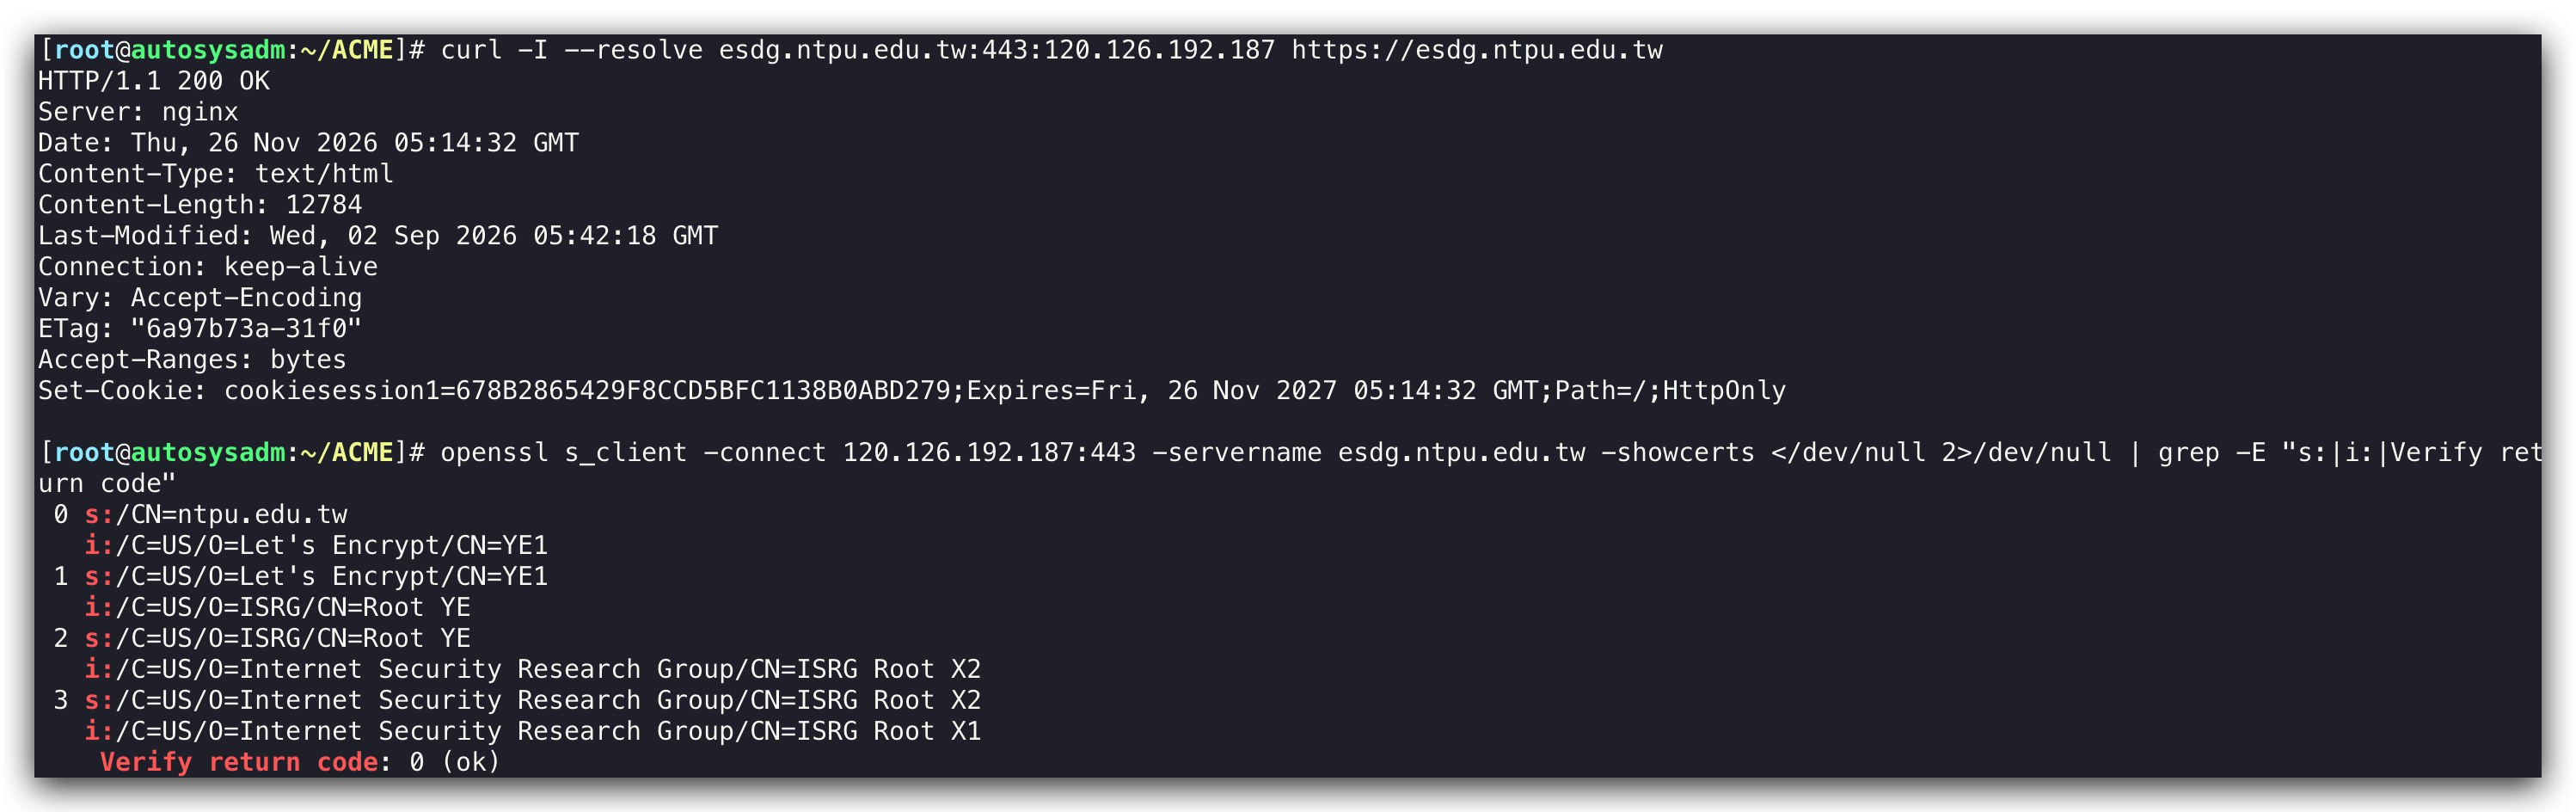 [root@autosysadm:~/ACME]# curl -I --resolve esdg.ntpu.edu.tw:443:120.126.192.187 https://esdg.ntpu.edu.tw
HTTP/1.1 200 OK
Server: nginx
Date: Thu, 26 Nov 2026 05:14:32 GMT
Content-Type: text/html
Content-Length: 12784
Last-Modified: Wed, 02 Sep 2026 05:42:18 GMT
Connection: keep-alive
Vary: Accept-Encoding
ETag: "6a97b73a-31f0"
Accept-Ranges: bytes
Set-Cookie: cookiesession1=678B2865429F8CCD5BFC1138B0ABD279;Expires=Fri, 26 Nov 2027 05:14:32 GMT;Path=/;HttpOnly
[root@autosysadm:~/ACME]# openssl s_client -connect 120.126.192.187:443 -servername esdg.ntpu.edu.tw -showcerts </dev/null 2>/dev/null | grep -E "s:|i:|Verify ret
urn code"
 0 s:/CN=ntpu.edu.tw
   i:/C=US/O=Let's Encrypt/CN=YE1
 1 s:/C=US/O=Let's Encrypt/CN=YE1
   i:/C=US/O=ISRG/CN=Root YE
 2 s:/C=US/O=ISRG/CN=Root YE
   i:/C=US/O=Internet Security Research Group/CN=ISRG Root X2
 3 s:/C=US/O=Internet Security Research Group/CN=ISRG Root X2
   i:/C=US/O=Internet Security Research Group/CN=ISRG Root X1
    Verify return code: 0 (ok)